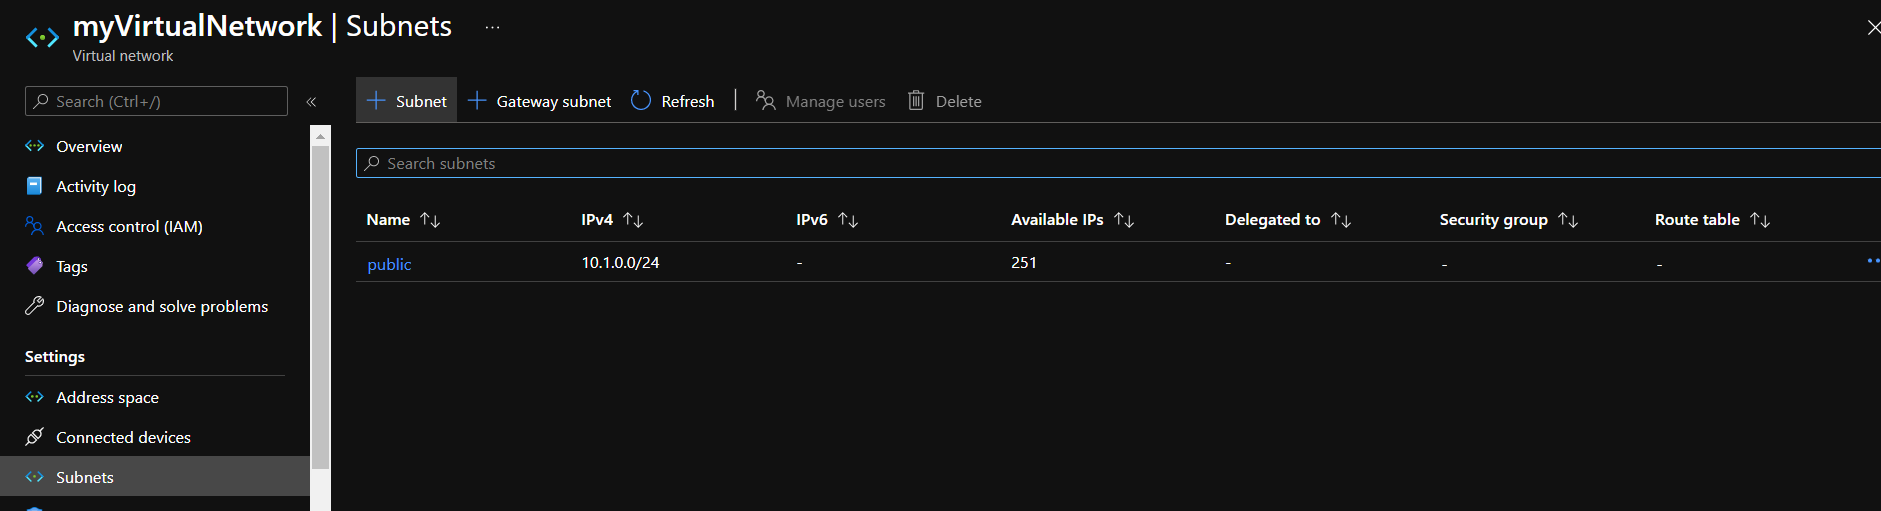 myVirtualNetwork | Subnets ...
Virtual network
Search (Ctrl+/)
«
Overview
Activity log
Access control (IAM)
Tags
Diagnose and solve problems
Settings
Address space
Connected devices
Subnets
+ Subnet + Gateway subnet Refresh | Manage users Delete
Search subnets
Name ↑↓ IPv4 ↑↓ IPv6 ↑↓ Available IPs ↑↓ Delegated to ↑↓ Security group ↑↓ Route table ↑↓
public 10.1.0.0/24 - 251 - - -